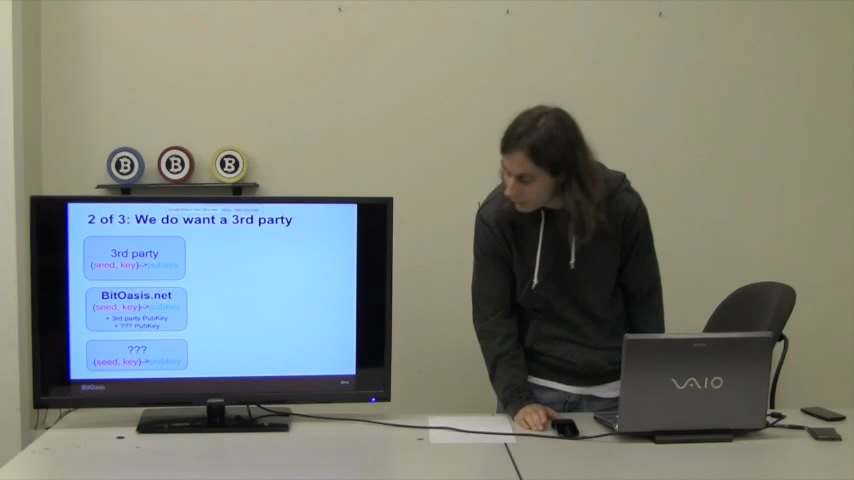 2 of 3: We do want a 3rd party
3rd party
(seed, key)->pubkey
BitOasis.net
(seed, key)->pubkey
+ 3rd party PubKey
+ ??? PubKey
???
(seed, key)->pubkey
BitOasis
VAIO